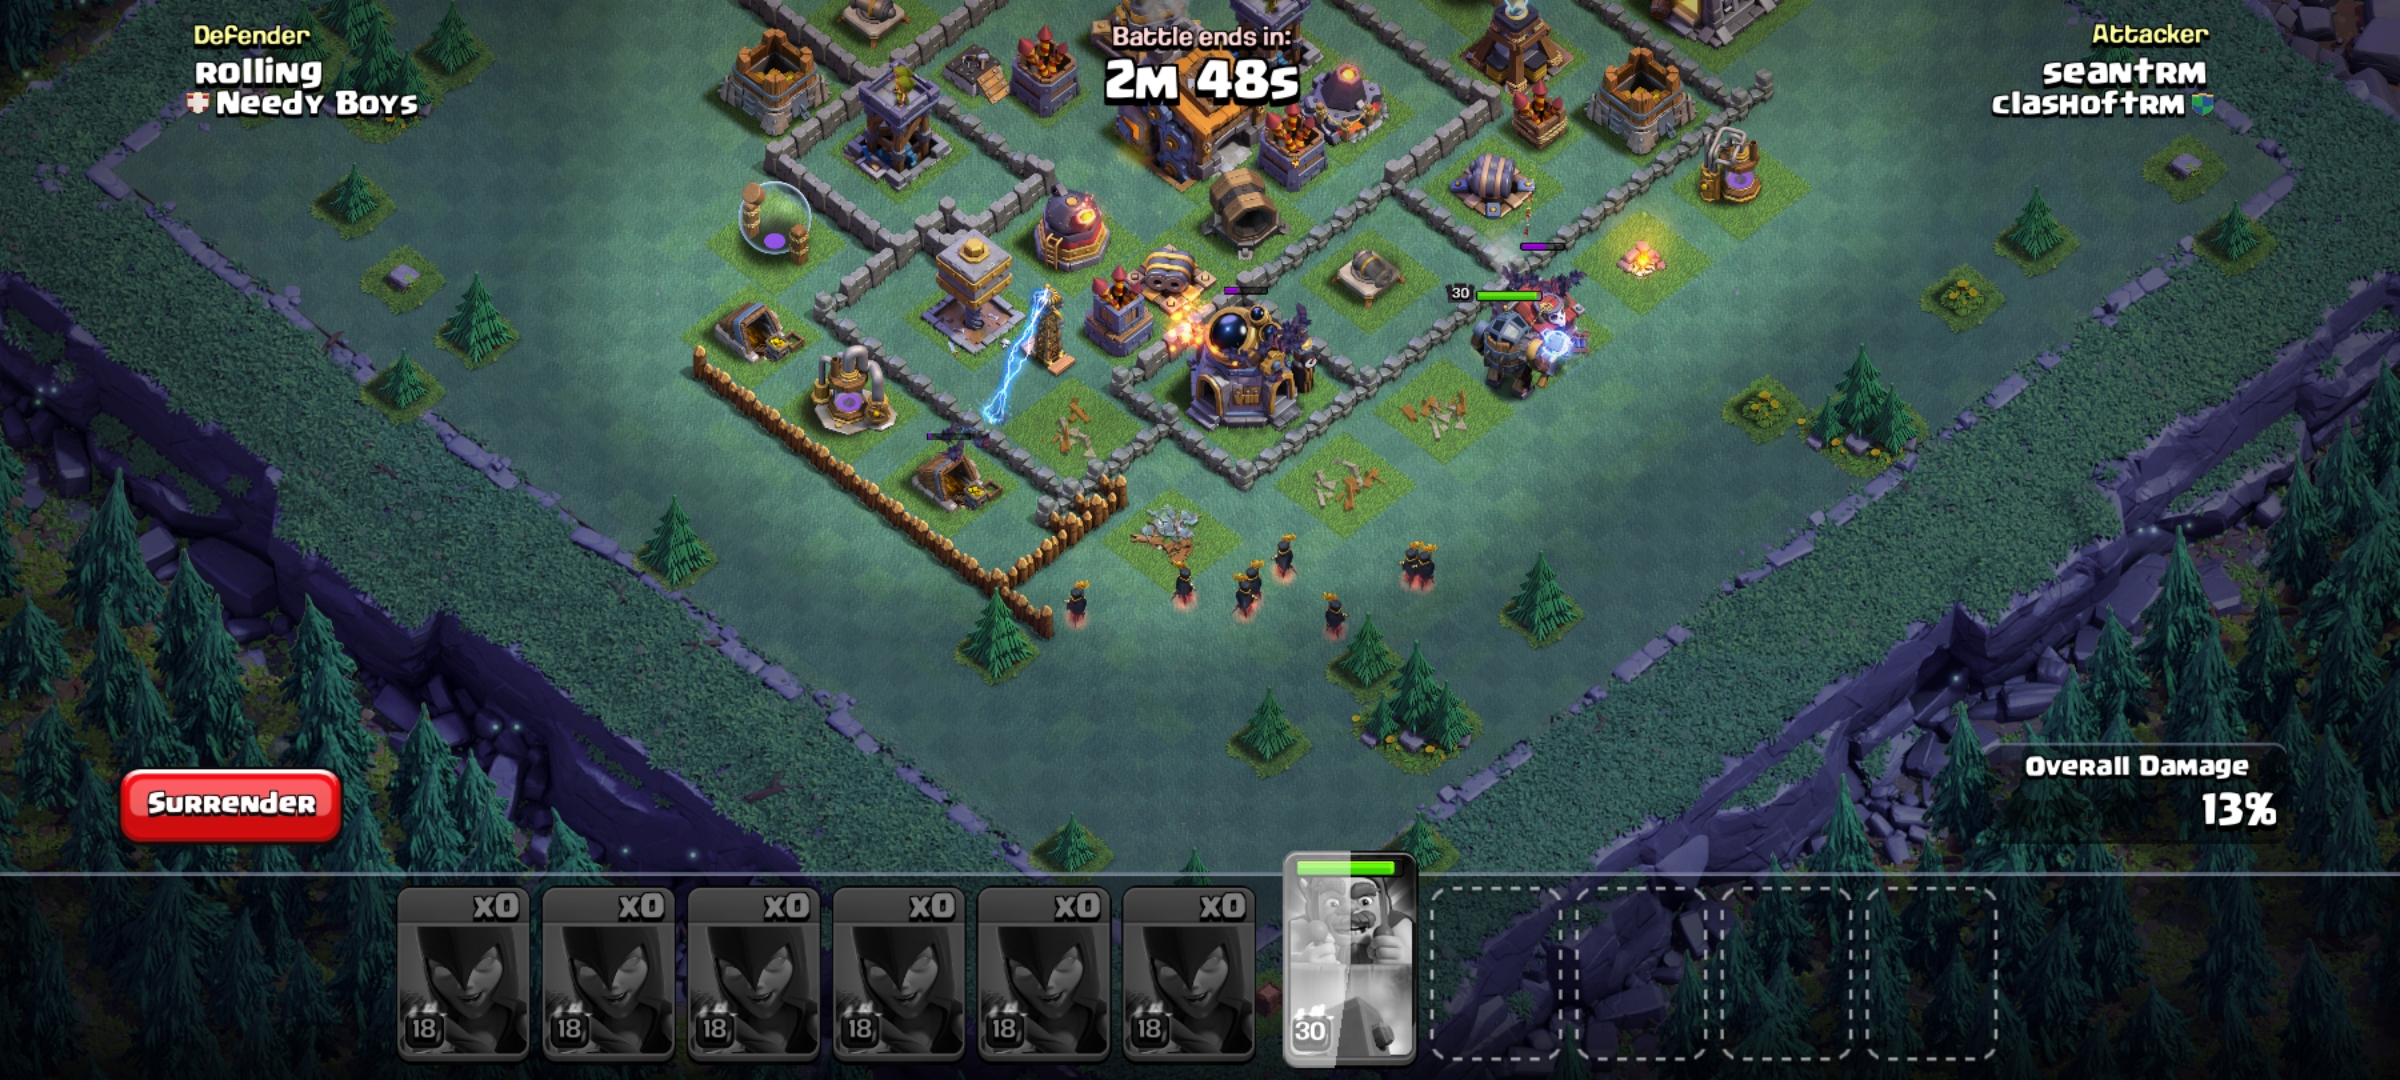 Defender
Rolling
Needy Boys
Battle ends in:
2M 48S
Attacker
seantRM
clashoftRM
30
Surrender
Overall Damage
13%
x0
x0
x0
x0
x0
x0
18
18
18
18
18
18
30